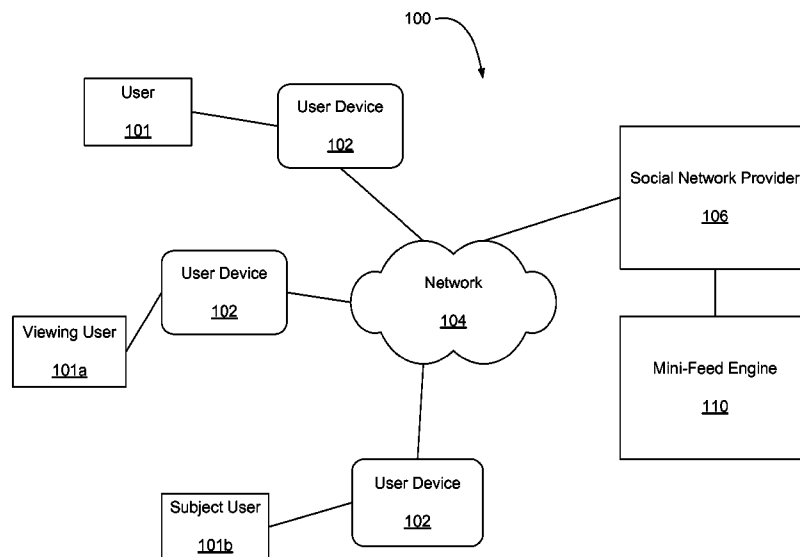 100
User
101
User Device
102
Social Network Provider
106
User Device
102
Network
104
Viewing User
101a
Mini-Feed Engine
110
User Device
102
Subject User
101b